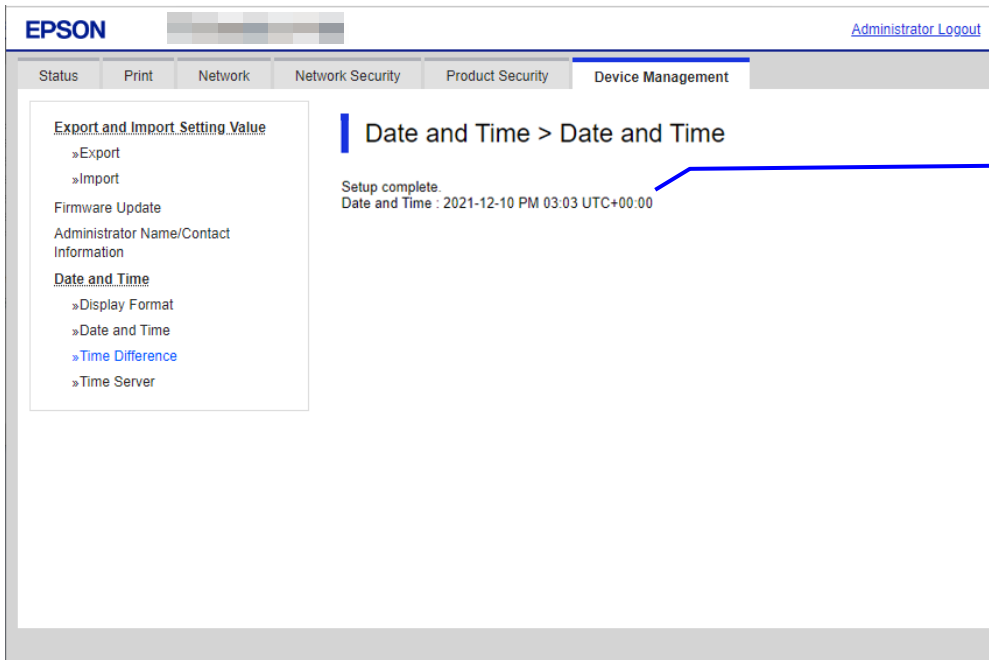 EPSON
Administrator Logout
Status Print Network Network Security Product Security Device Management
Export and Import Setting Value
»Export
»Import
Firmware Update
Administrator Name/Contact
Information
Date and Time
»Display Format
»Date and Time
»Time Difference
»Time Server
Date and Time > Date and Time
Setup complete.
Date and Time : 2021-12-10 PM 03:03 UTC+00:00